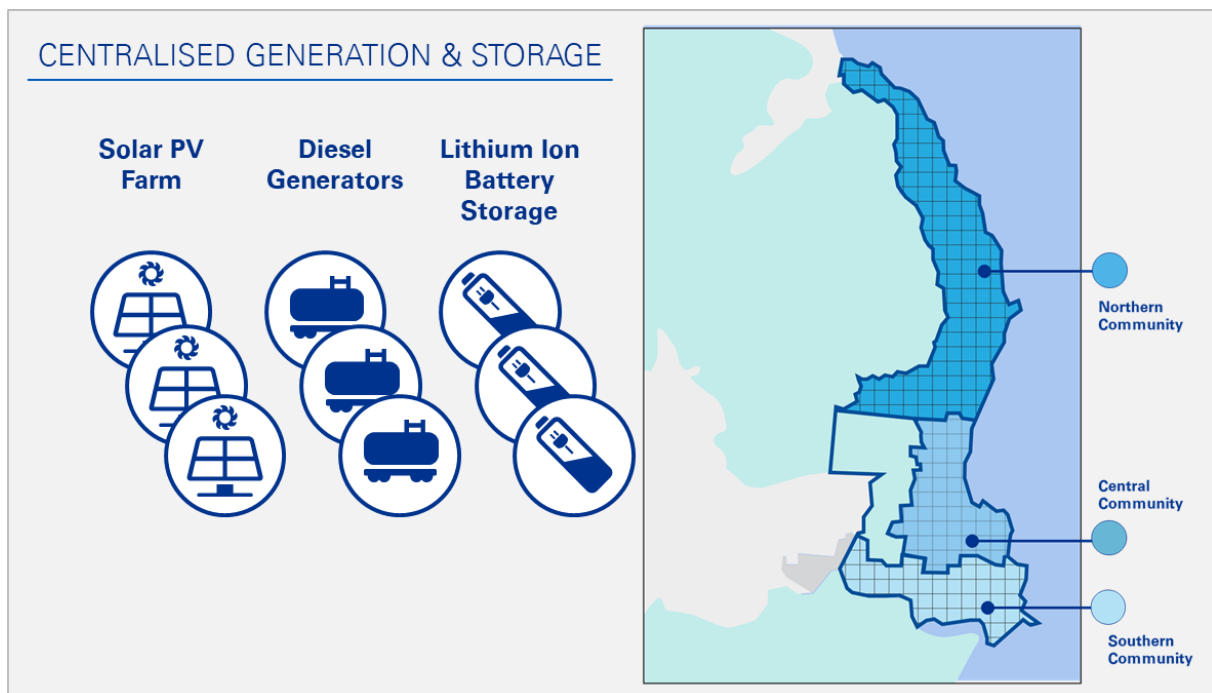 CENTRALISED GENERATION & STORAGE
Solar PV
Farm
Diesel
Generators
Lithium Ion
Battery
Storage
Northern
Community
Central
Community
Southern
Community